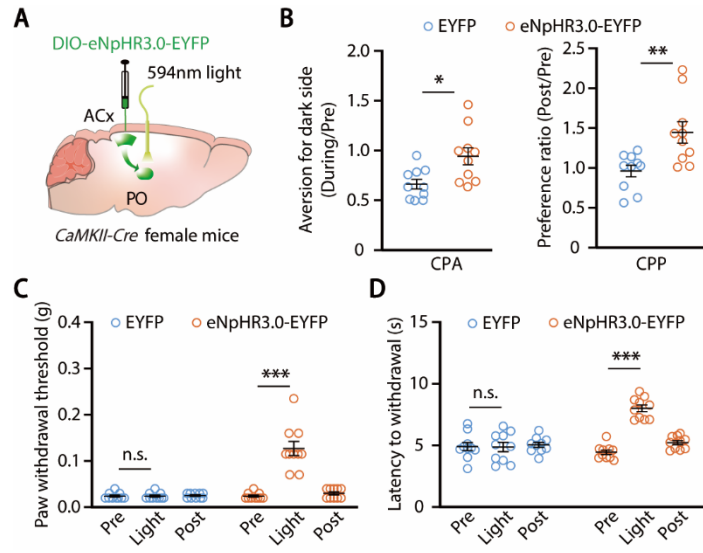 A
DIO-eNpHR3.0-EYFP
594nm light
ACx
PO
CaMKII-Cre female mice
B
EYFP eNpHR3.0-EYFP
Aversion for dark side
(During/Pre)
2.0
1.5
1.0
0.5
0
*
CPA
Preference ratio (Post/Pre)
2.5
2.0
1.5
1.0
0.5
0
**
CPP
C
EYFP eNpHR3.0-EYFP
Paw withdrawal threshold (g)
0.4
0.3
0.2
0.1
0.0
n.s.
***
Pre Light Post Pre Light Post
D
EYFP eNpHR3.0-EYFP
Latency to withdrawal (s)
15
10
5
0
n.s.
***
Pre Light Post Pre Light Post